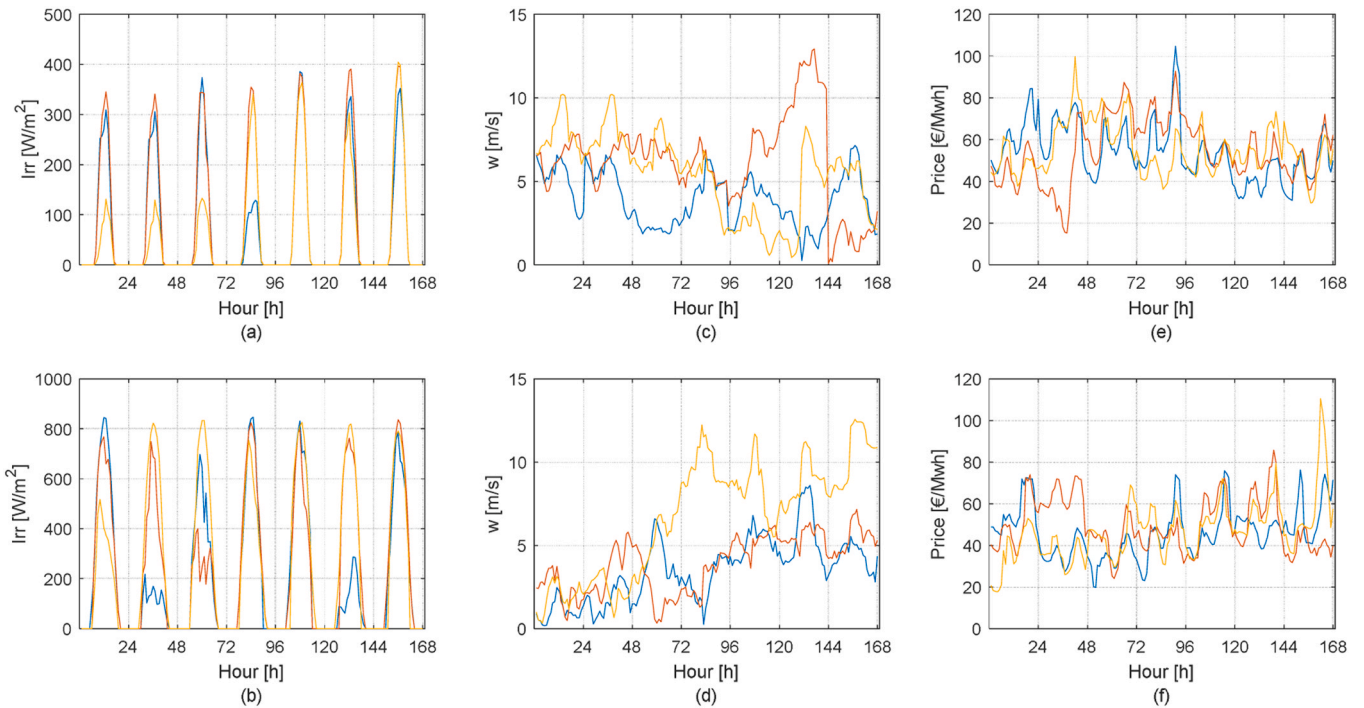 500
400
300
200
100
0
Irr [W/m²]
24 48 72 96 120 144 168
Hour [h]
(a)
15
10
5
0
w [m/s]
24 48 72 96 120 144 168
Hour [h]
(c)
120
100
80
60
40
20
0
Price [€/Mwh]
24 48 72 96 120 144 168
Hour [h]
(e)
1000
800
600
400
200
0
Irr [W/m²]
24 48 72 96 120 144 168
Hour [h]
(b)
15
10
5
0
w [m/s]
24 48 72 96 120 144 168
Hour [h]
(d)
120
100
80
60
40
20
0
Price [€/Mwh]
24 48 72 96 120 144 168
Hour [h]
(f)